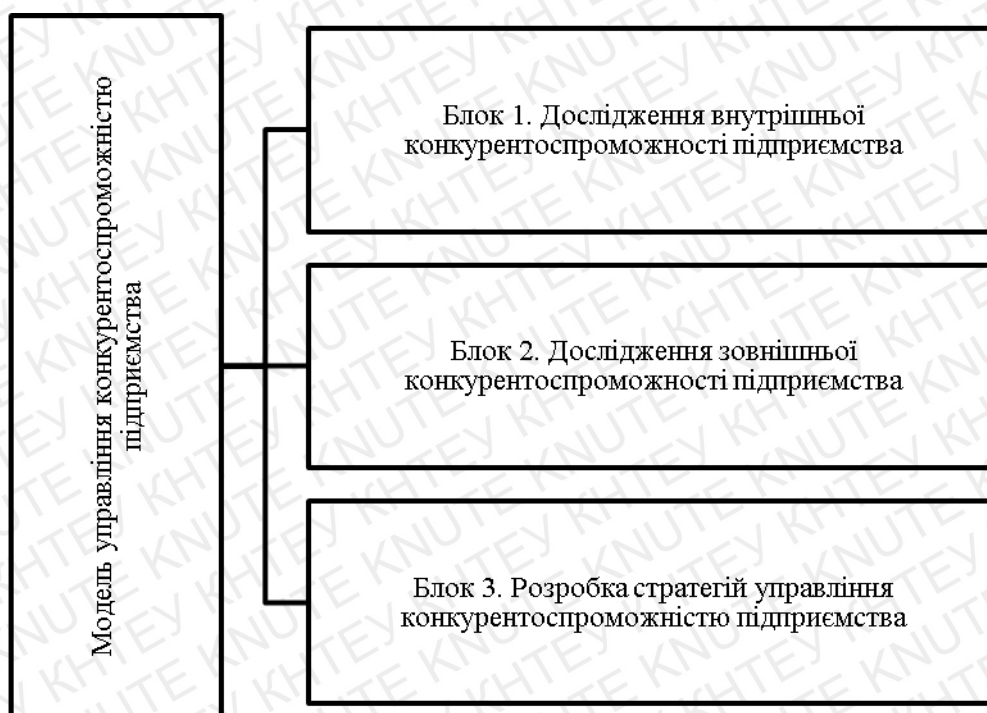 Модель управління конкурентоспроможністю
підприємства
Блок 1. Дослідження внутрішньої
конкурентоспроможності підприємства
Блок 2. Дослідження зовнішньої
конкурентоспроможності підприємства
Блок 3. Розробка стратегій управління
конкурентоспроможністю підприємства